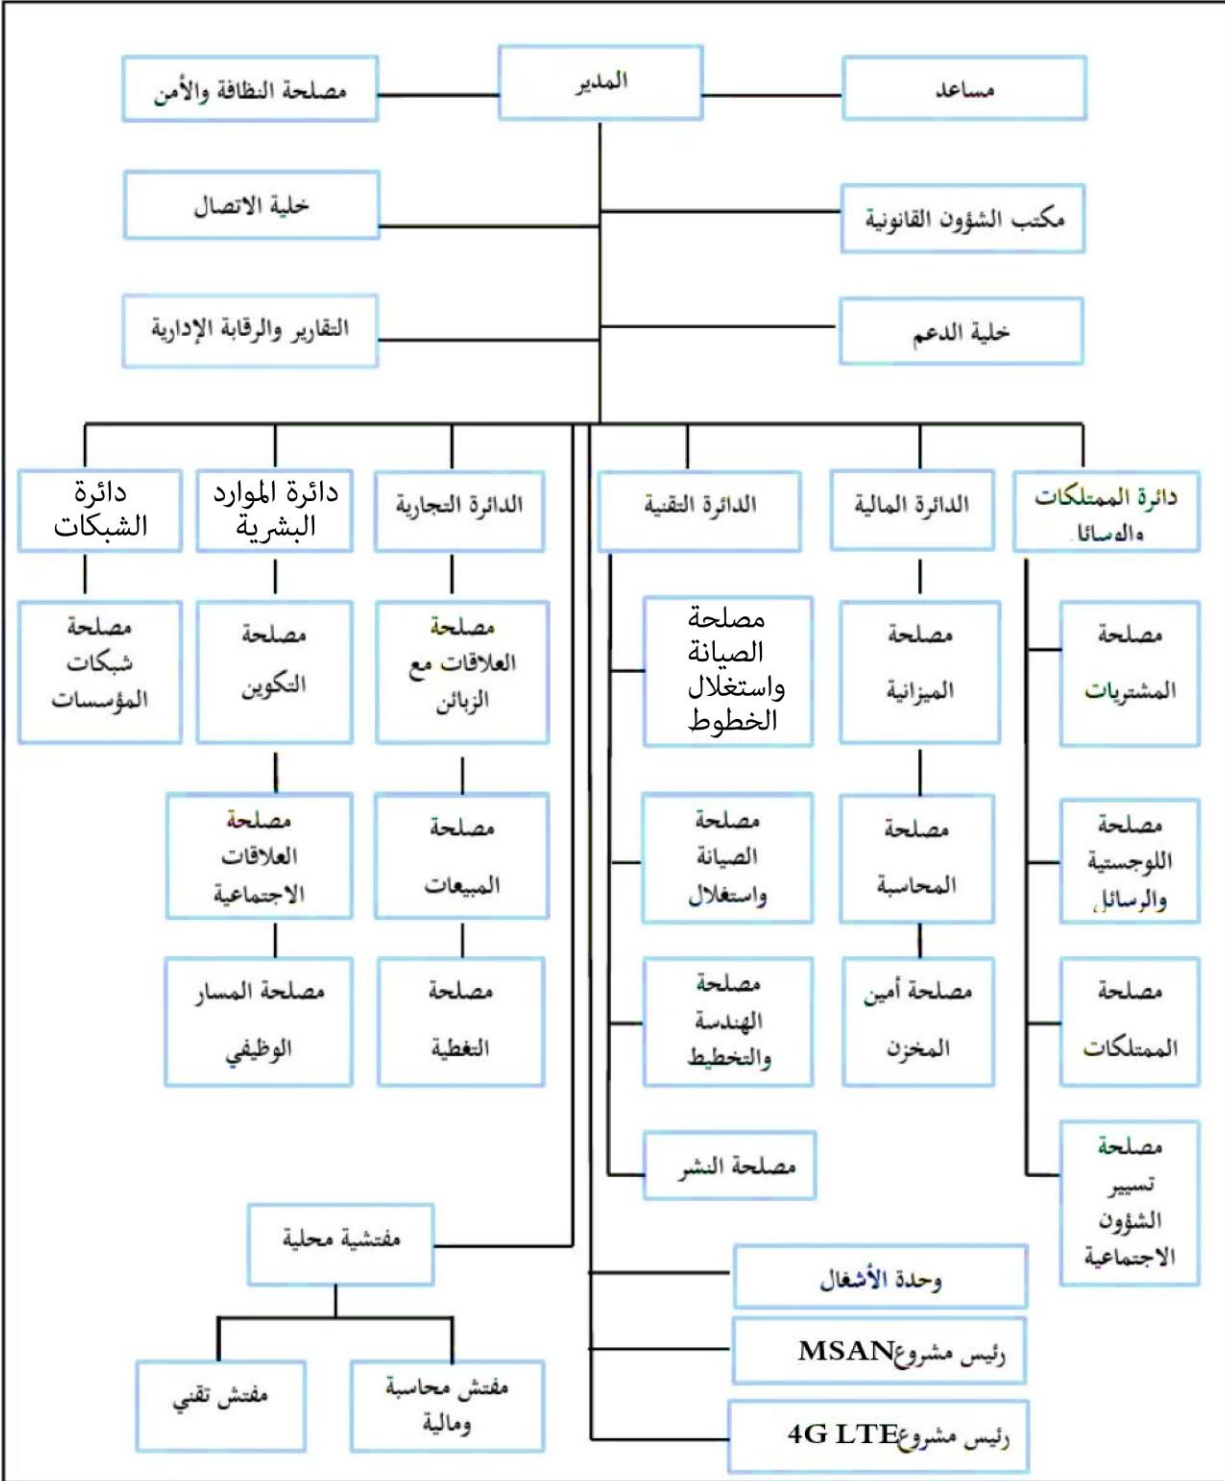 المدير
مساعد
مصلحة النظافة والأمن
مكتب الشؤون القانونية
خلية الاتصال
خلية الدعم
التقارير والرقابة الإدارية
دائرة الممتلكات
والوسائل
الدائرة المالية
الدائرة التقنية
الدائرة التجارية
دائرة الموارد
البشرية
دائرة
الشبكات
مصلحة
المشتريات
مصلحة
الميزانية
مصلحة
الصيانة
واستغلال
الخطوط
مصلحة
العلاقات مع
الزبائن
مصلحة
التكوين
مصلحة
شبكات
المؤسسات
مصلحة
اللوجستية
والرسائل
مصلحة
المحاسبة
مصلحة
الصيانة
واستغلال
مصلحة
المبيعات
مصلحة
العلاقات
الاجتماعية
مصلحة
الممتلكات
مصلحة أمين
المخزن
مصلحة
الهندسة
والتخطيط
مصلحة
التغطية
مصلحة المسار
الوظيفي
مصلحة
تسيير
الشؤون
الاجتماعية
مصلحة النشر
مفتشية محلية
وحدة الأشغال
رئيس مشروع MSAN
رئيس مشروع 4G LTE
مفتش محاسبة
ومالية
مفتش تقني